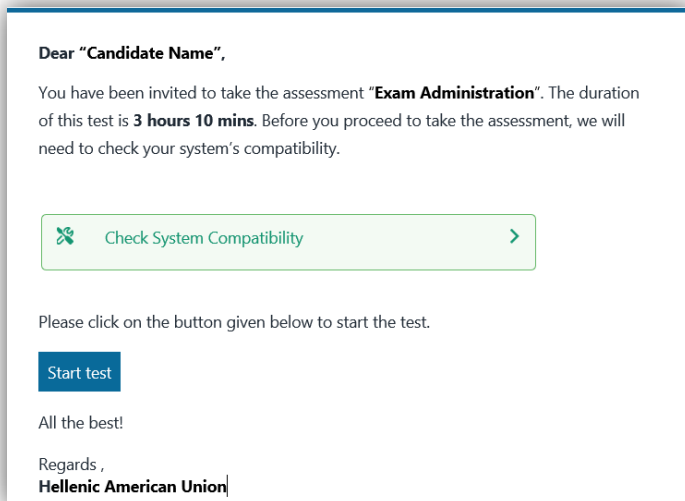 Dear “Candidate Name”,
You have been invited to take the assessment “Exam Administration“. The duration
of this test is 3 hours 10 mins. Before you proceed to take the assessment, we will
need to check your system’s compatibility.
Check System Compatibility
Please click on the button given below to start the test.
Start test
All the best!
Regards ,
Hellenic American Union